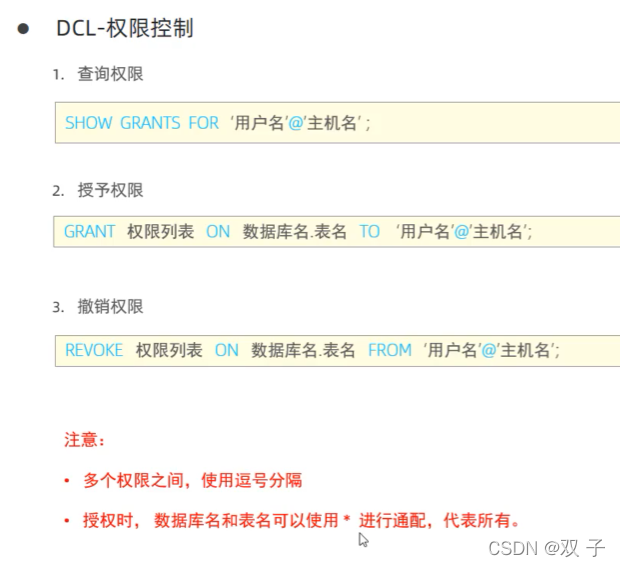 DCL-权限控制
1. 查询权限
SHOW GRANTS FOR '用户名'@'主机名' ;
2. 授予权限
GRANT 权限列表 ON 数据库名.表名 TO '用户名'@'主机名';
3. 撤销权限
REVOKE 权限列表 ON 数据库名.表名 FROM '用户名'@'主机名';
注意：
• 多个权限之间，使用逗号分隔
• 授权时， 数据库名和表名可以使用 * 进行通配，代表所有。
CSDN @双 子